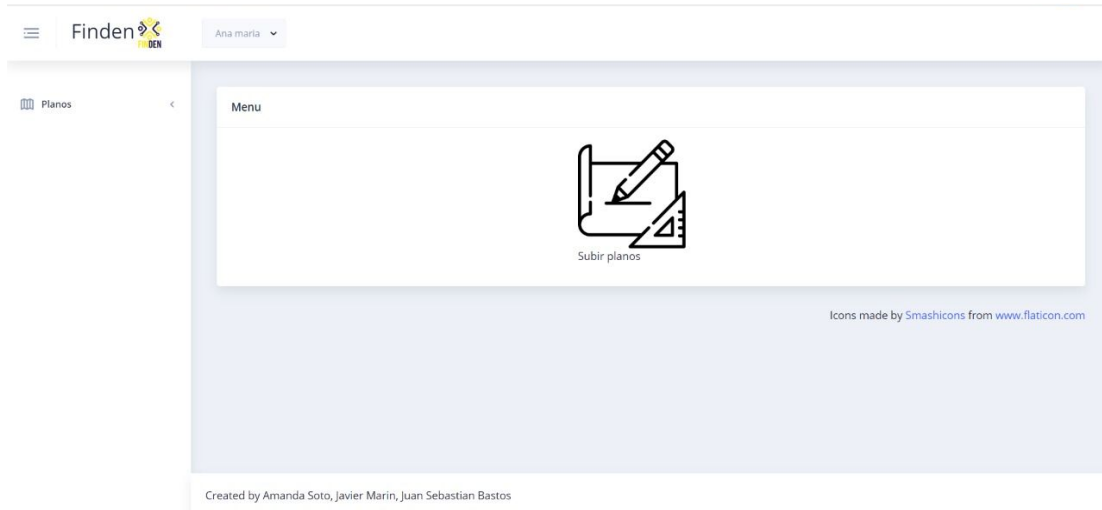 Finden
FINDEN
Ana maria
Planos
Menu
Subir planos
Icons made by Smashicons from www.flaticon.com
Created by Amanda Soto, Javier Marin, Juan Sebastian Bastos